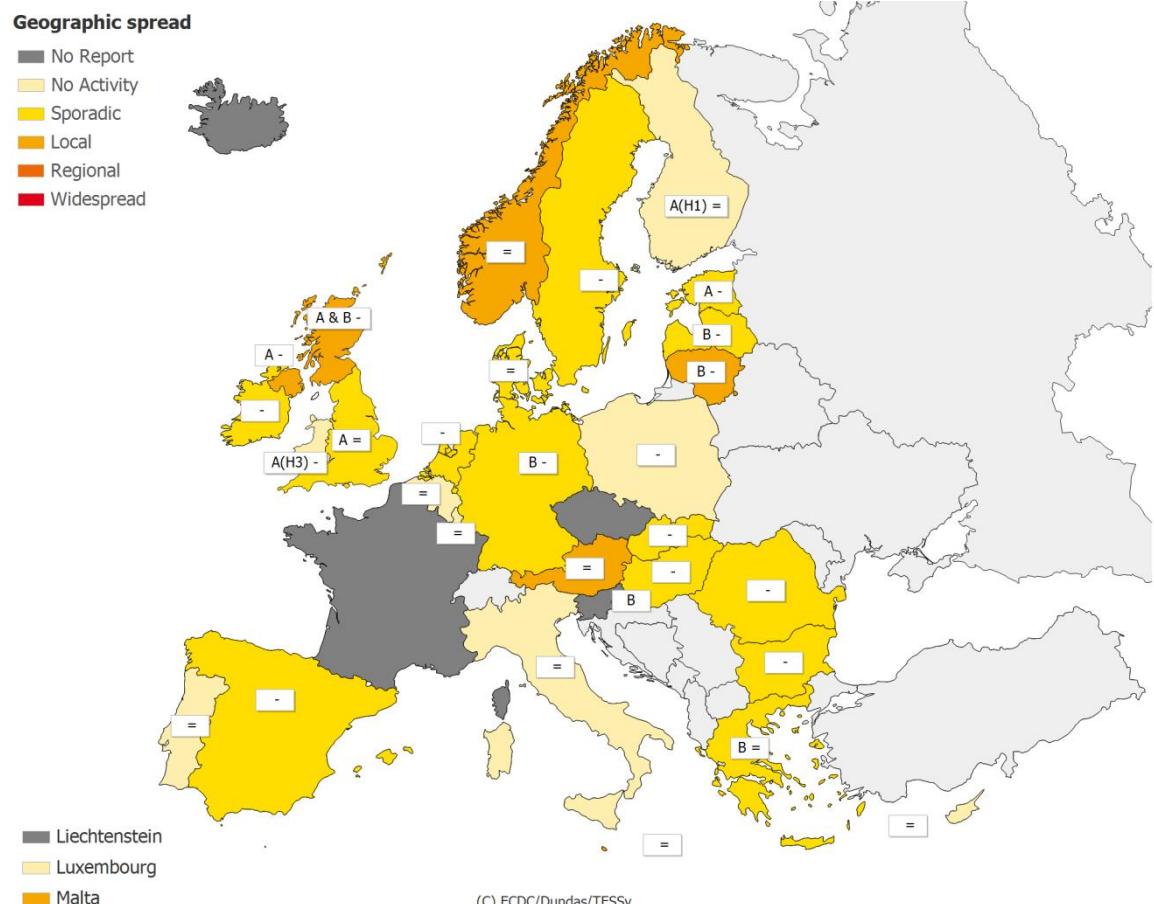 Geographic spread
No Report
No Activity
Sporadic
Local
Regional
Widespread
A(H1) =
=
-
A -
A & B -
B -
A -
=
B -
-
-
A =
B -
-
A(H3) -
=
=
-
=
-
B
-
-
=
-
=
B =
=
=
Liechtenstein
Luxembourg
Malta
(C) ECDC/Dundas/TESSy